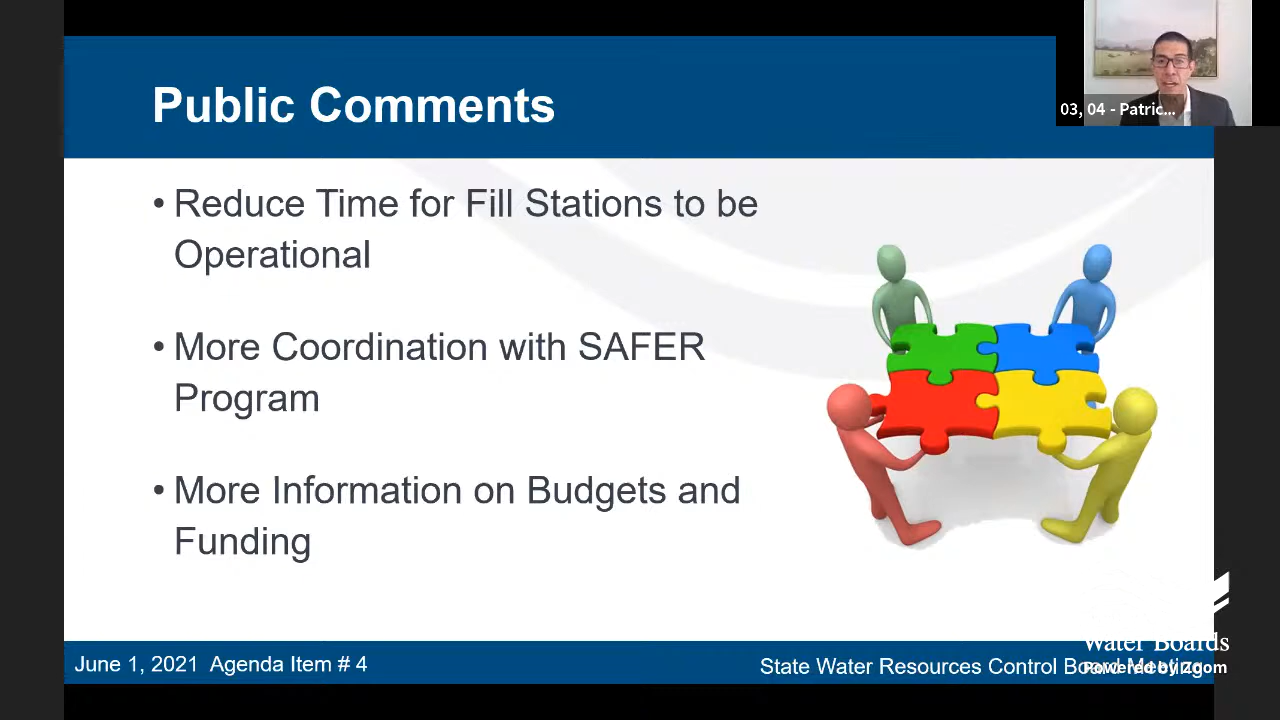 Public Comments
03, 04 - Patric...
• Reduce Time for Fill Stations to be
Operational
• More Coordination with SAFER
Program
• More Information on Budgets and
Funding
Water Boards
June 1, 2021 Agenda Item # 4
State Water Resources Control Board Meeting
Powered by Zoom